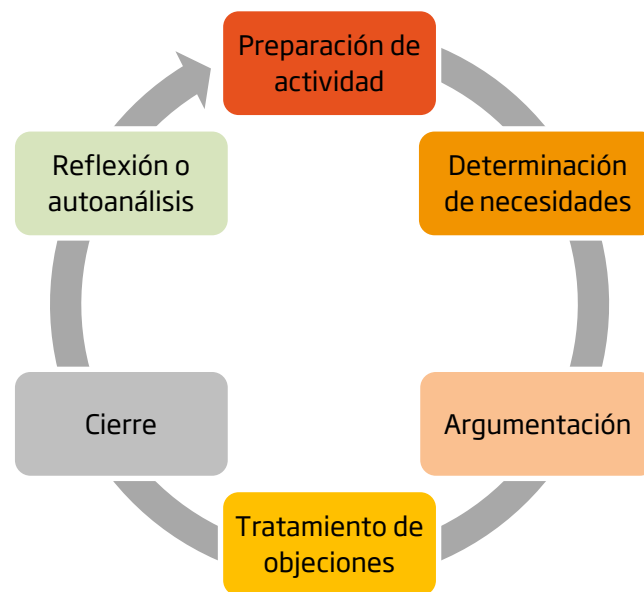 Preparación de
actividad
Determinación
de necesidades
Argumentación
Tratamiento de
objeciones
Cierre
Reflexión o
autoanálisis